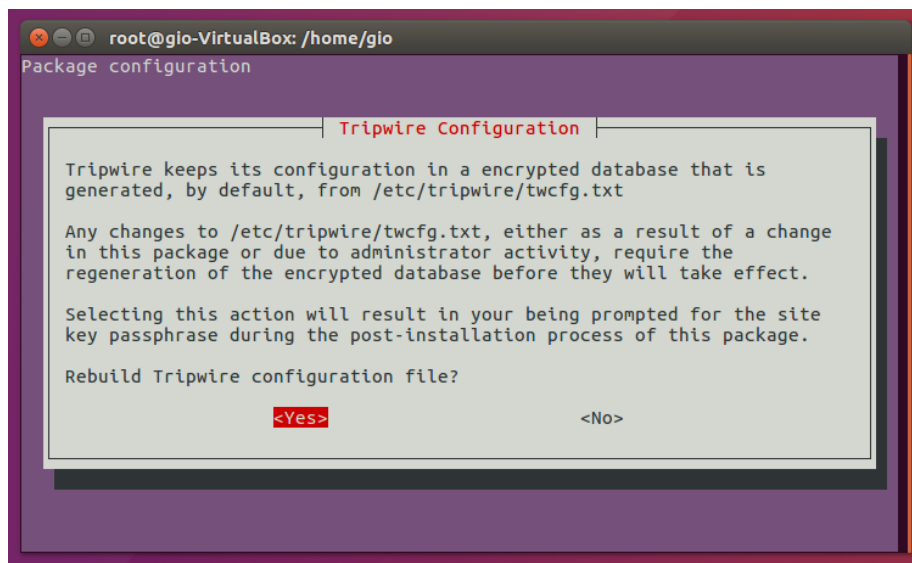 root@gio-VirtualBox: /home/gio
Package configuration
Tripwire Configuration
Tripwire keeps its configuration in a encrypted database that is
generated, by default, from /etc/tripwire/twcfg.txt
Any changes to /etc/tripwire/twcfg.txt, either as a result of a change
in this package or due to administrator activity, require the
regeneration of the encrypted database before they will take effect.
Selecting this action will result in your being prompted for the site
key passphrase during the post-installation process of this package.
Rebuild Tripwire configuration file?
<Yes> <No>